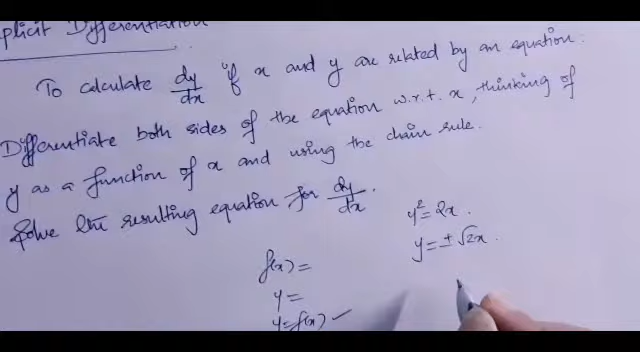 plicit Differentiation
To calculate dy/dx if x and y are related by an equation:
Differentiate both sides of the equation w.r.t. x, thinking of
y as a function of x and using the chain rule.
Solve the resulting equation for dy/dx.
y² = 2x.
y = ± √2x.
f(x) =
y =
y = f(x) ✓